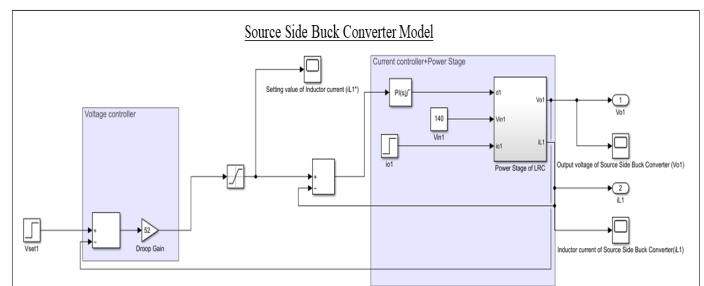 Source Side Buck Converter Model
Current controller+Power Stage
Setting value of Inductor current (iL1*)
Voltage controller
PI(s)
140
Vin1
io1
d1
Vin1
io1
Vo1
iL1
Power Stage of LRC
1
Vo1
Output voltage of Source Side Buck Converter (Vo1)
2
iL1
Inductor current of Source Side Buck Converter(iL1)
+
−
Vset1
+
−
52
Droop Gain